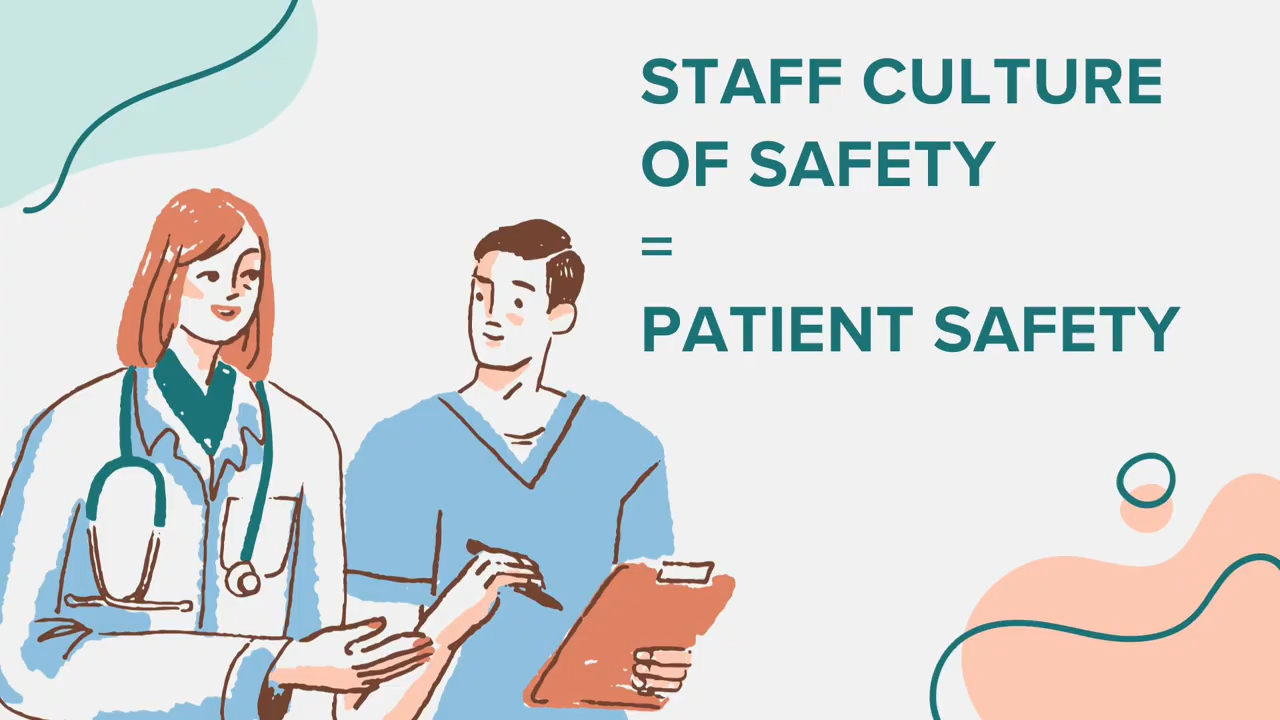 STAFF CULTURE
OF SAFETY
=
PATIENT SAFETY